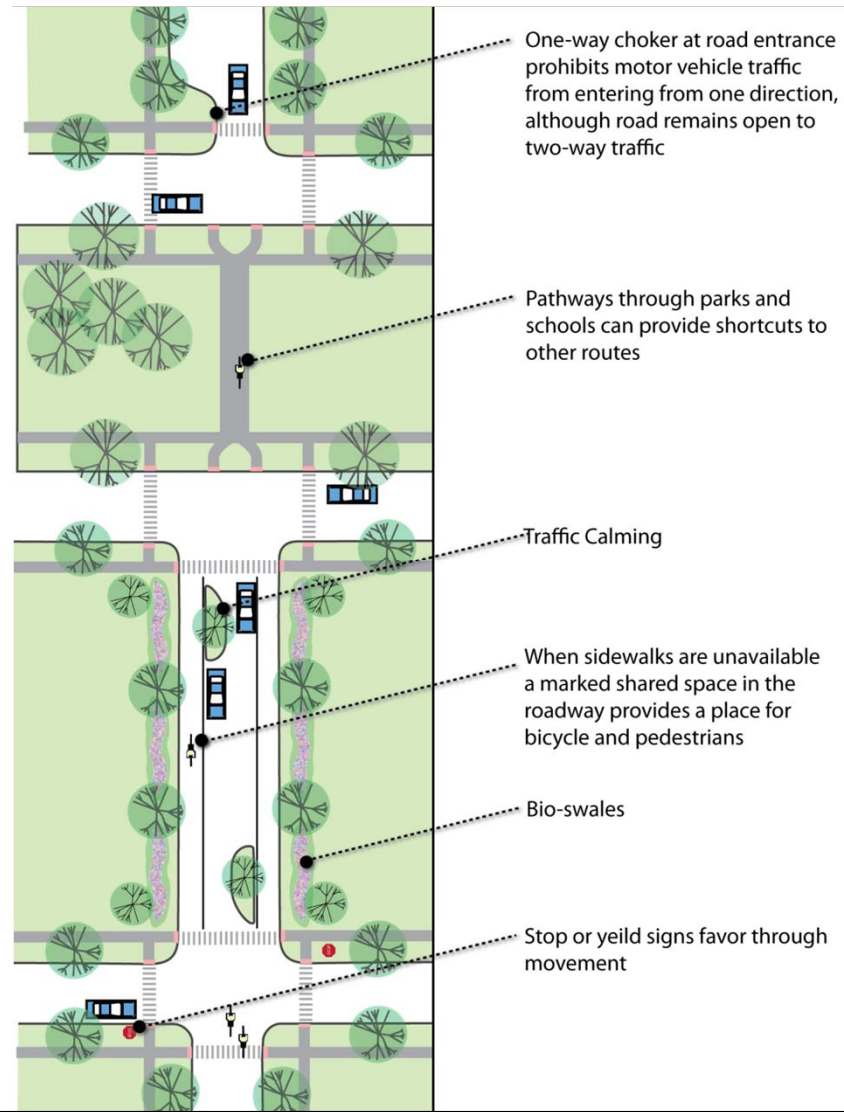 One-way choker at road entrance
prohibits motor vehicle traffic
from entering from one direction,
although road remains open to
two-way traffic
Pathways through parks and
schools can provide shortcuts to
other routes
Traffic Calming
When sidewalks are unavailable
a marked shared space in the
roadway provides a place for
bicycle and pedestrians
Bio-swales
Stop or yeild signs favor through
movement